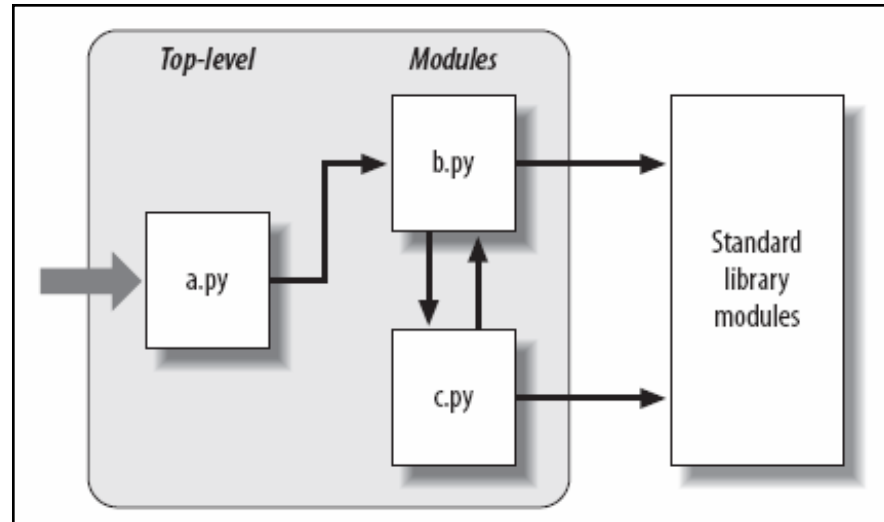 Top-level
Modules
b.py
a.py
c.py
Standard
library
modules